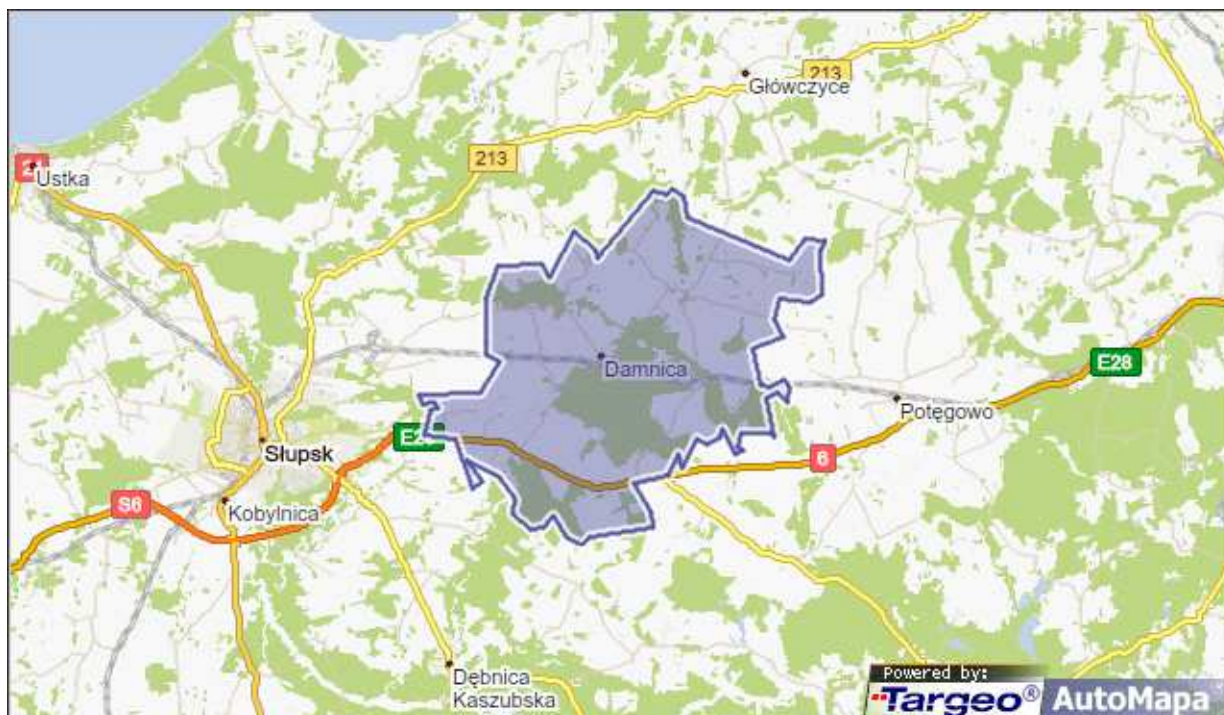 213
Główczyce
213
Ustka
Damnica
E28
Potęgowo
Słupsk
6
S6
Kobylnica
Dębnica
Kaszubska
Powered by:
Targeo® AutoMapa